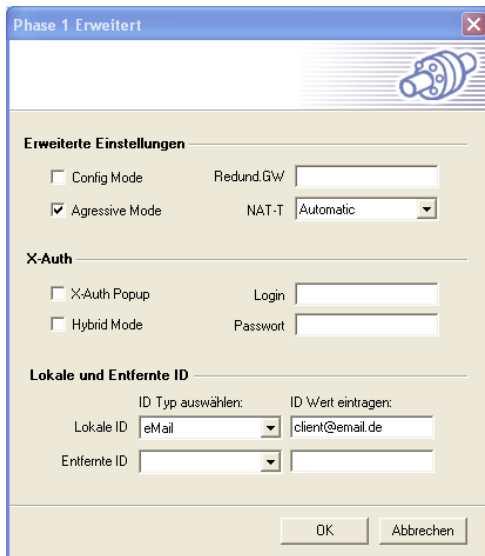 Phase 1 Erweitert
Erweiterte Einstellungen
Config Mode
Redund.GW
Agressive Mode
NAT-T
Automatic
X-Auth
X-Auth Popup
Login
Hybrid Mode
Passwort
Lokale und Entfernte ID
ID Typ auswählen:
ID Wert eintragen:
Lokale ID
eMail
client@email.de
Entfernte ID
OK
Abbrechen